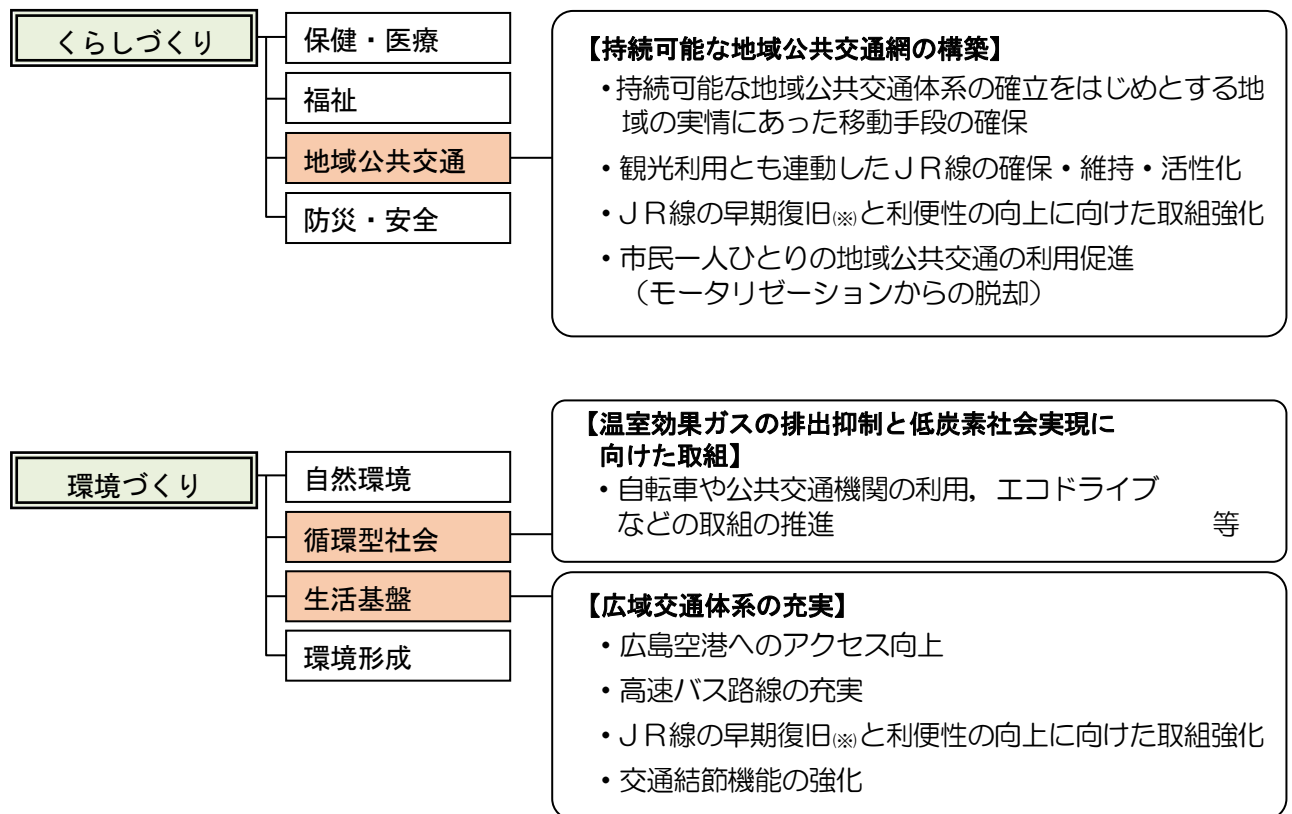 くらしづくり
保健・医療
福祉
地域公共交通
防災・安全
【持続可能な地域公共交通網の構築】
・持続可能な地域公共交通体系の確立をはじめとする地
域の実情にあった移動手段の確保
・観光利用とも連動したＪＲ線の確保・維持・活性化
・ＪＲ線の早期復旧(※)と利便性の向上に向けた取組強化
・市民一人ひとりの地域公共交通の利用促進
（モータリゼーションからの脱却）
環境づくり
自然環境
循環型社会
生活基盤
環境形成
【温室効果ガスの排出抑制と低炭素社会実現に
向けた取組】
・自転車や公共交通機関の利用，エコドライブ
などの取組の推進 等
【広域交通体系の充実】
・広島空港へのアクセス向上
・高速バス路線の充実
・ＪＲ線の早期復旧(※)と利便性の向上に向けた取組強化
・交通結節機能の強化